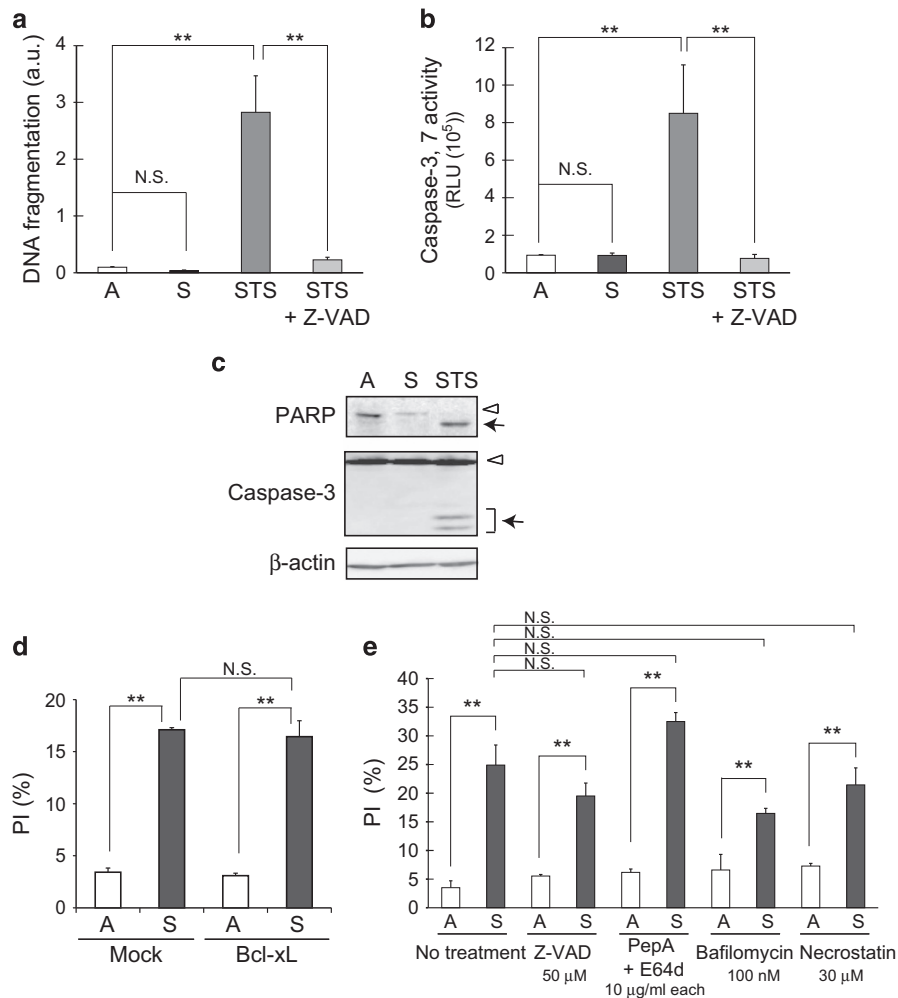 a
DNA fragmentation (a.u.)
4
3
2
1
0
**
**
N.S.
A
S
STS
STS
+ Z-VAD
b
Caspase-3, 7 activity
(RLU (10⁵))
12
10
8
6
4
2
0
**
**
N.S.
A
S
STS
STS
+ Z-VAD
c
A S STS
PARP
Caspase-3
β-actin
d
PI (%)
20
15
10
5
0
N.S.
**
**
A S A S
Mock
Bcl-xL
e
PI (%)
40
35
30
25
20
15
10
5
0
N.S.
N.S.
N.S.
N.S.
**
**
**
**
**
A S A S A S A S A S
No treatment
Z-VAD
50 µM
PepA
+ E64d
10 µg/ml each
Bafilomycin
100 nM
Necrostatin
30 µM